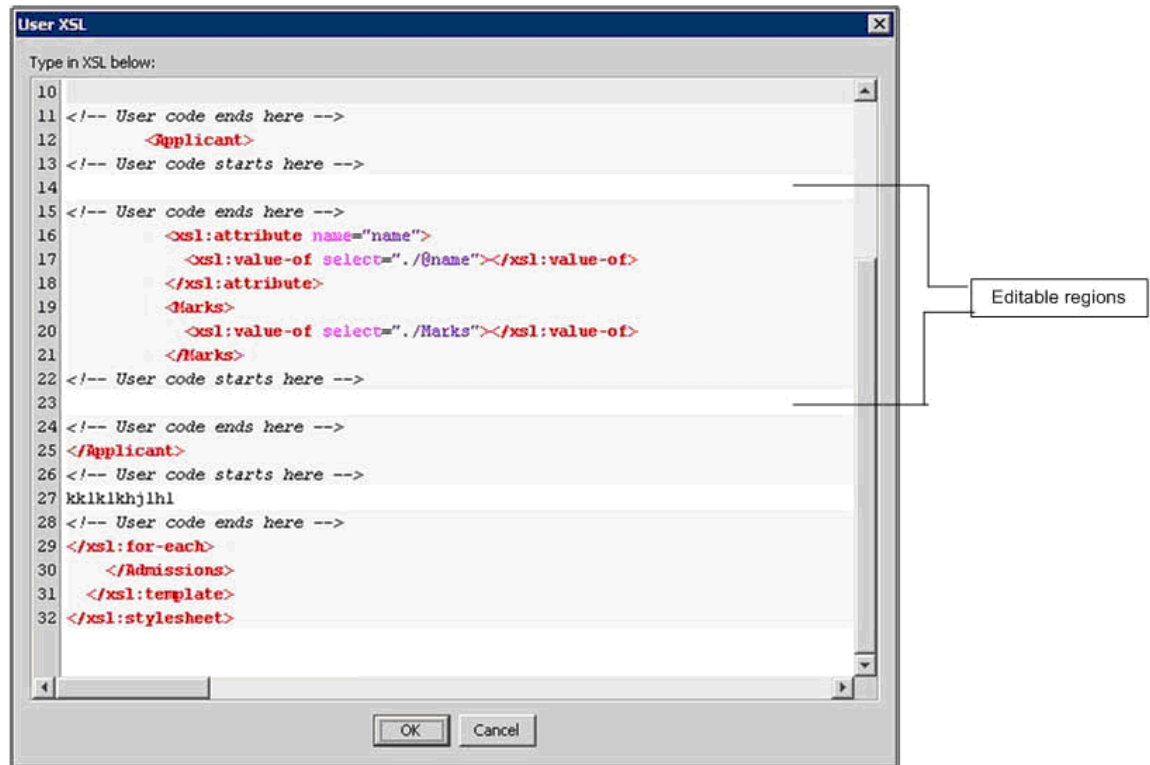 User XSL
Type in XSL below:
10
11 <!-- User code ends here -->
12 <Applicant>
13 <!-- User code starts here -->
14
15 <!-- User code ends here -->
16 <xsl:attribute name="name">
17 <xsl:value-of select="./@name"></xsl:value-of>
18 </xsl:attribute>
19 <Marks>
20 <xsl:value-of select="./Marks"></xsl:value-of>
21 </Marks>
22 <!-- User code starts here -->
23
24 <!-- User code ends here -->
25 </Applicant>
26 <!-- User code starts here -->
27 kklklkhjlhl
28 <!-- User code ends here -->
29 </xsl:for-each>
30 </Admissions>
31 </xsl:template>
32 </xsl:stylesheet>
Editable regions
OK Cancel